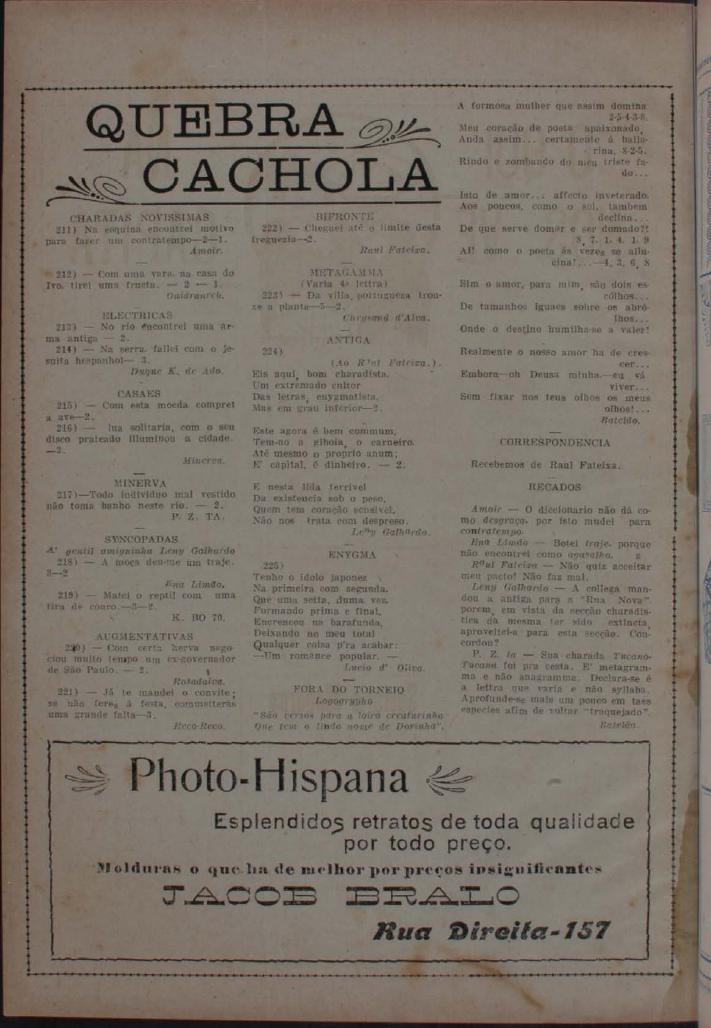 QUEBRA
CACHOLA
CHARADAS NOVISSIMAS
211) Na esquina encontrei motivo
para fazer um contratempo—2—1.
Amoir.
212) — Com uma vara, na casa do
Ivo, tirei uma fructa. — 2 — 1.
ELECTRICAS
213) — No rio encontrei uma ar-
ma antiga — 2.
214) — Na serra, fallei com o je-
suita hespanhol— 3.
Duque K. de Ado.
CASAES
215) — Com esta moeda comprei
a ave—2.
216) — lua solitaria, com o seu
disco prateado illuminou a cidade.
—3.
Minerva.
MINERVA
217)—Todo individuo mal vestido
não toma banho neste rio. — 2.
P. Z. TA.
SYNCOPADAS
A' gentil amiguinha Leny Galhardo
218) — A moça deu-me um traje.
3—2
Ena Limão.
219) — Matei o reptil com uma
tira de couro.—3—2.
K. BO 70.
AUGMENTATIVAS
220) — Com certa herva nego-
ciou muito tempo um ex-governador
de São Paulo. — 2.
221) — Já te mandei o convite;
se não fores á festa, commetterás
uma grande falta—3.
Reco-Reco.
BIFRONTE
222) — Cheguei até o limite desta
freguezia—2.
Raul Fateixa.
METAGAMMA
(Varia 4ª lettra)
223) — Da villa portugueza trou-
xe a planta—5—2.
d'Alva.
ANTIGA
224)
(Ao Raul Fateixa.).
Eis aqui, bom charadista,
Um extremado cultor
Das letras, enygmatista,
Mas em grau inferior—2.
Este agora é bem commum,
Tem-no a giboia, o carneiro,
Até mesmo o proprio anum;
E' capital, é dinheiro. — 2.
E nesta lida terrivel
Da existencia sob o peso,
Quem tem coração sensivel,
Não nos trata com despreso.
Leny Galhardo.
ENYGMA
225)
Tenho o idolo japonez
Na primeira com segunda.
Que uma seita, duma vez,
Formando prima e final,
Encrencou na barafunda,
Deixando no meu total
Qualquer coisa p'ra acabar:
—Um romance popular. —
Lucio d' Oliva.
FORA DO TORNEIO
Logogrypho
"São versos para a loira creaturinha
Que tem o lindo nome de Dorinha".
A formosa mulher que assim domina
2-5-4-3-8.
Meu coração de poeta apaixonado,
Anda assim... certamente á baila-
rina, 8-2-5.
Rindo e zombando do meu triste fa-
do...
Isto de amor... affecto inveterado.
Aos poucos, como o sol, tambem
declina...
De que serve domar e ser domado?!
8, 7. 1. 4. 1. 9
Al! como o poeta ás vezes se allu-
cina!...—4, 3, 6, 8
Sim o amor, para mim, são dois es-
cólhos...
De tamanhos iguaes sobre os abró-
lhos...
Onde o destino humilha-se a valer!
Realmente o nosso amor ha de cres-
cer...
Embora—oh Deusa minha—eu vá
viver...
Sem fixar nos teus olhos os meus
olhos!...
Batelão.
CORRESPONDENCIA
Recebemos de Raul Fateixa.
RECADOS
Amoir — O diccionario não dá co-
mo desgraça, por isto mudei para
contratempo.
Ena Limão — Botei traje, porque
não encontrei como agasalho.
Raul Fateixa — Não quiz acceitar
meu pacto! Não faz mal.
Leny Galhardo — A collega man-
dou a antiga para a "Rua Nova",
porem, em vista da secção charadis-
tica da mesma ter sido extincta,
aproveitei-a para esta secção. Con-
cordou?
P. Z. ta — Sua charada Tucano-
Tacana foi pra cesta. E' metagram-
ma e não anagramma. Declara-se é
a letra que varia e não syllaba.
Aprofunde-se mais um pouco em taes
especies afim de voltar "traquejado".
Batelão.
Photo-Hispana
Esplendidos retratos de toda qualidade
por todo preço.
Molduras o que ha de melhor por preços insignificantes
JACOB BRALO
Rua Direita-157